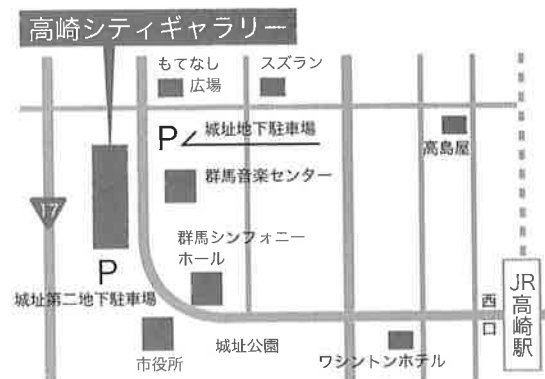 高崎シティギャラリー
もてなし
広場
スズラン
P
城址地下駐車場
高島屋
群馬音楽センター
17
群馬シンフォニー
ホール
P
城址第二地下駐車場
西口
JR
高崎駅
市役所
城址公園
ワシントンホテル